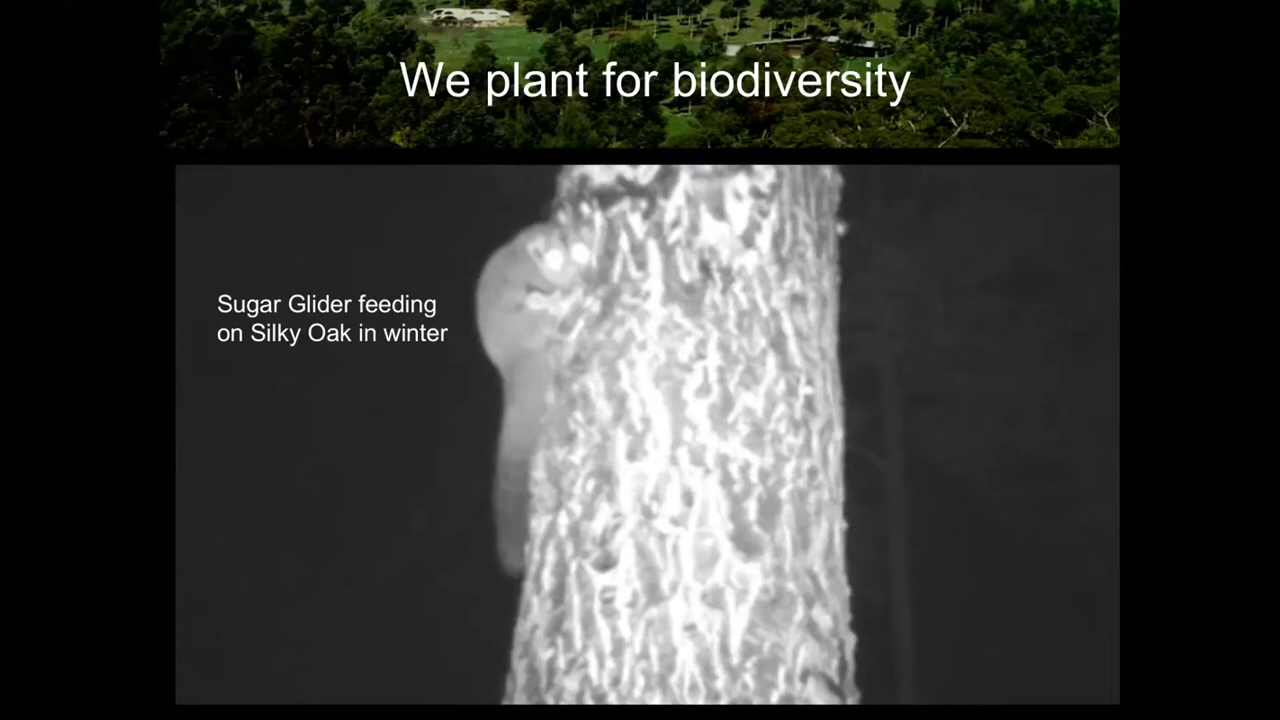 We plant for biodiversity
Sugar Glider feeding
on Silky Oak in winter